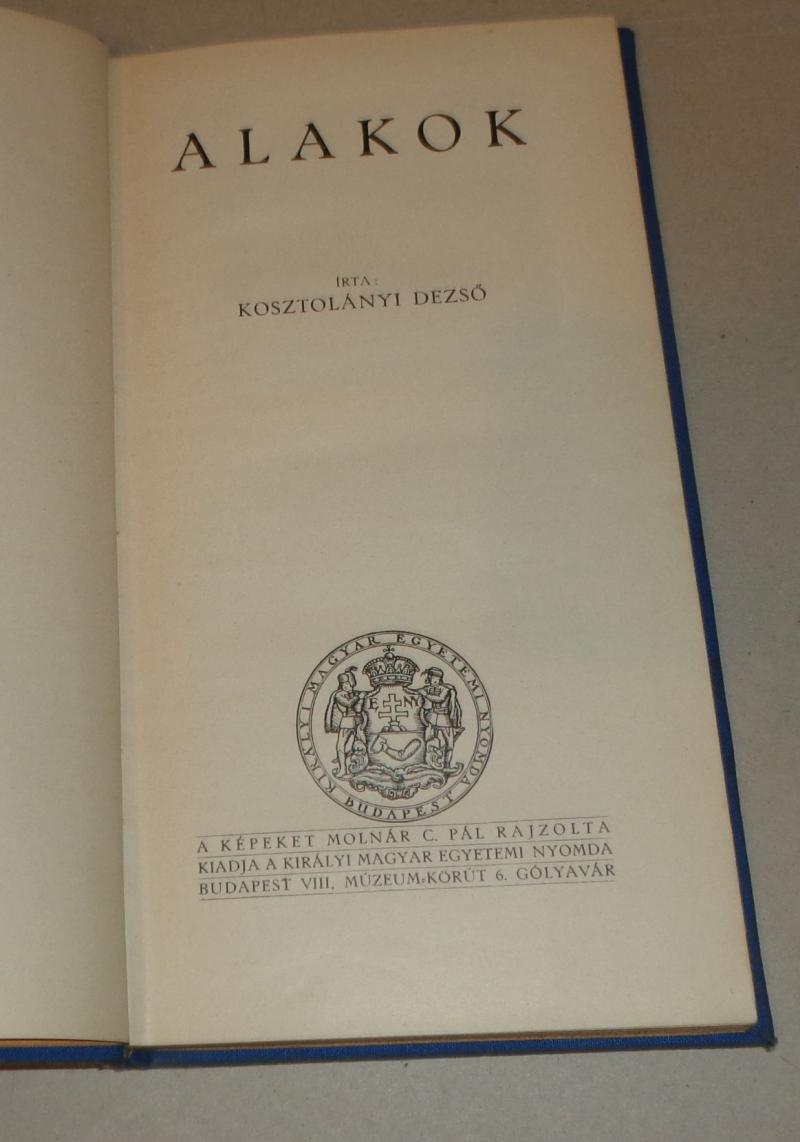 ALAKOK
ÍRTA:
KOSZTOLÁNYI DEZSŐ
KIRÁLYI MAGYAR EGYETEMI NYOMDA
E NY
BUDAPEST
A KÉPEKET MOLNÁR C. PÁL RAJZOLTA
KIADJA A KIRÁLYI MAGYAR EGYETEMI NYOMDA
BUDAPEST VIII, MÚZEUM-KÖRÚT 6. GÓLYAVÁR